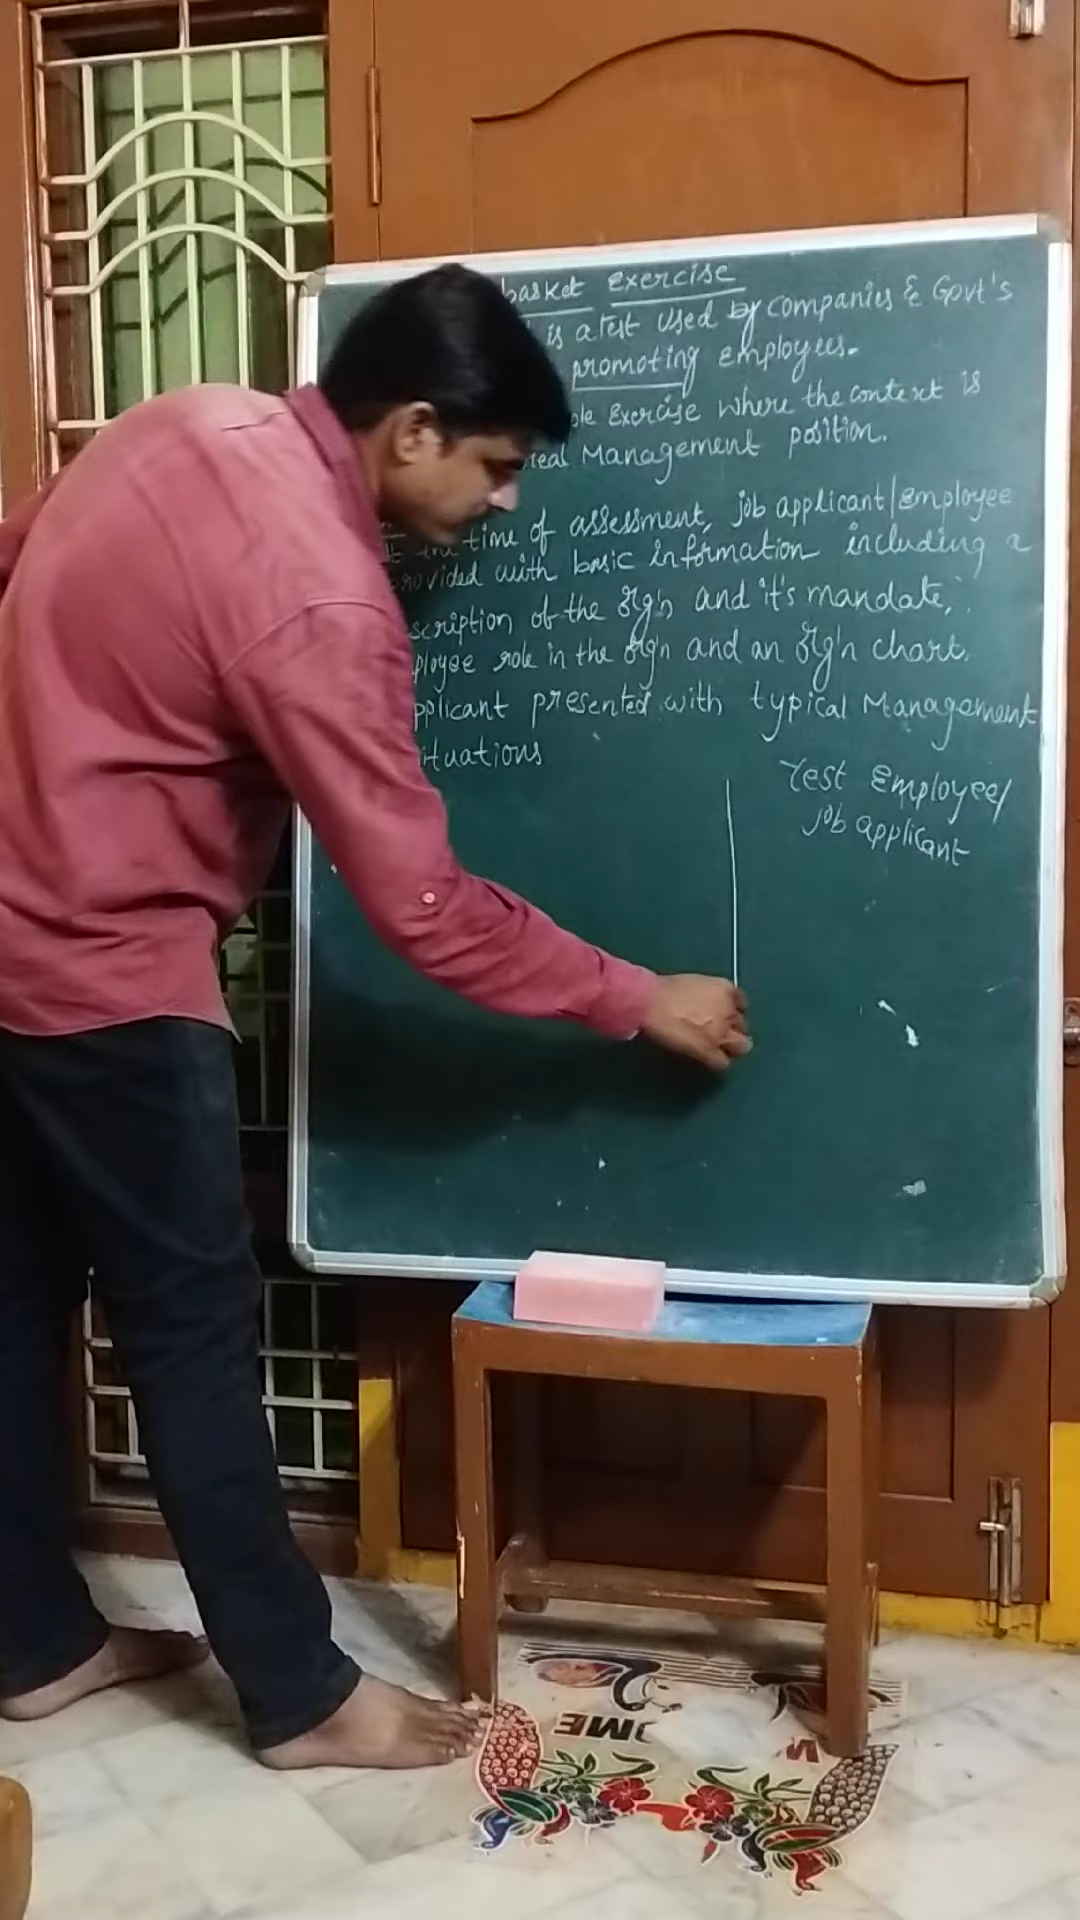 basket exercise
is a test used by companies & Govt's
promoting employees.
Exercise where the context is
real Management position.
time of assessment, job applicant/employee
provided with basic information including a
scription of the org'n and it's mandate,
ployee role in the org'n and an org'n chart.
pplicant presented with typical Management
ituations
Test Employee/
job applicant